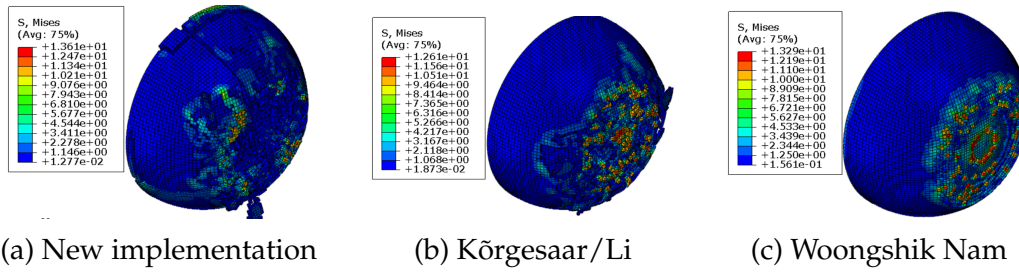 S, Mises
(Avg: 75%)
+1.361e+01
+1.247e+01
+1.134e+01
+1.021e+01
+9.076e+00
+7.943e+00
+6.810e+00
+5.677e+00
+4.544e+00
+3.411e+00
+2.278e+00
+1.146e+00
+1.277e-02
S, Mises
(Avg: 75%)
+1.261e+01
+1.156e+01
+1.051e+01
+9.464e+00
+8.414e+00
+7.365e+00
+6.316e+00
+5.266e+00
+4.217e+00
+3.167e+00
+2.118e+00
+1.068e+00
+1.873e-02
S, Mises
(Avg: 75%)
+1.329e+01
+1.219e+01
+1.110e+01
+1.000e+01
+8.909e+00
+7.815e+00
+6.721e+00
+5.627e+00
+4.533e+00
+3.439e+00
+2.344e+00
+1.250e+00
+1.561e-01
(a) New implementation
(b) Kõrgesaar/Li
(c) Woongshik Nam